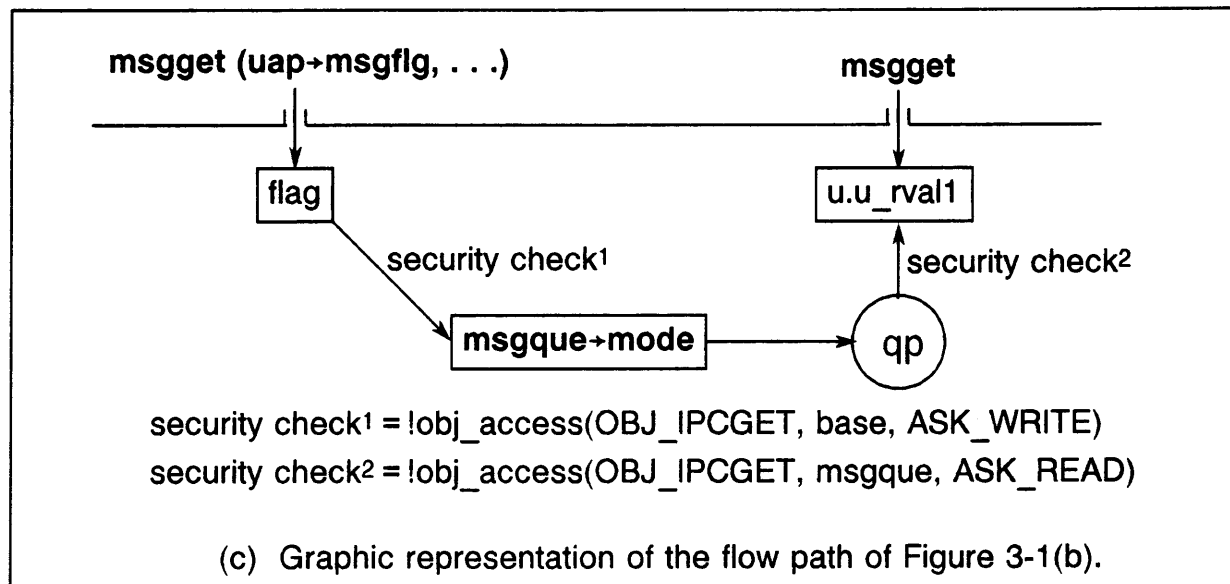 msgget (uap→msgflg, . . .)
msgget
flag
u.u_rval1
security check1
security check2
msgque→mode
qp
security check1 = !obj_access(OBJ_IPCGET, base, ASK_WRITE)
security check2 = !obj_access(OBJ_IPCGET, msgque, ASK_READ)
(c) Graphic representation of the flow path of Figure 3-1(b).